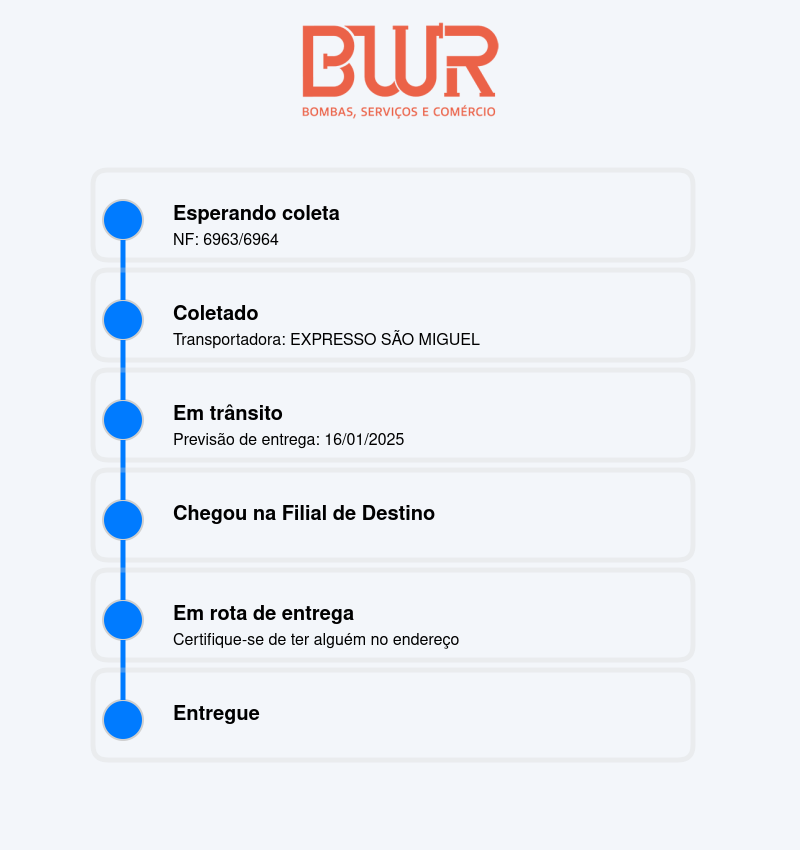 BWR
BOMBAS, SERVIÇOS E COMÉRCIO
Esperando coleta
NF: 6963/6964
Coletado
Transportadora: EXPRESSO SÃO MIGUEL
Em trânsito
Previsão de entrega: 16/01/2025
Chegou na Filial de Destino
Em rota de entrega
Certifique-se de ter alguém no endereço
Entregue